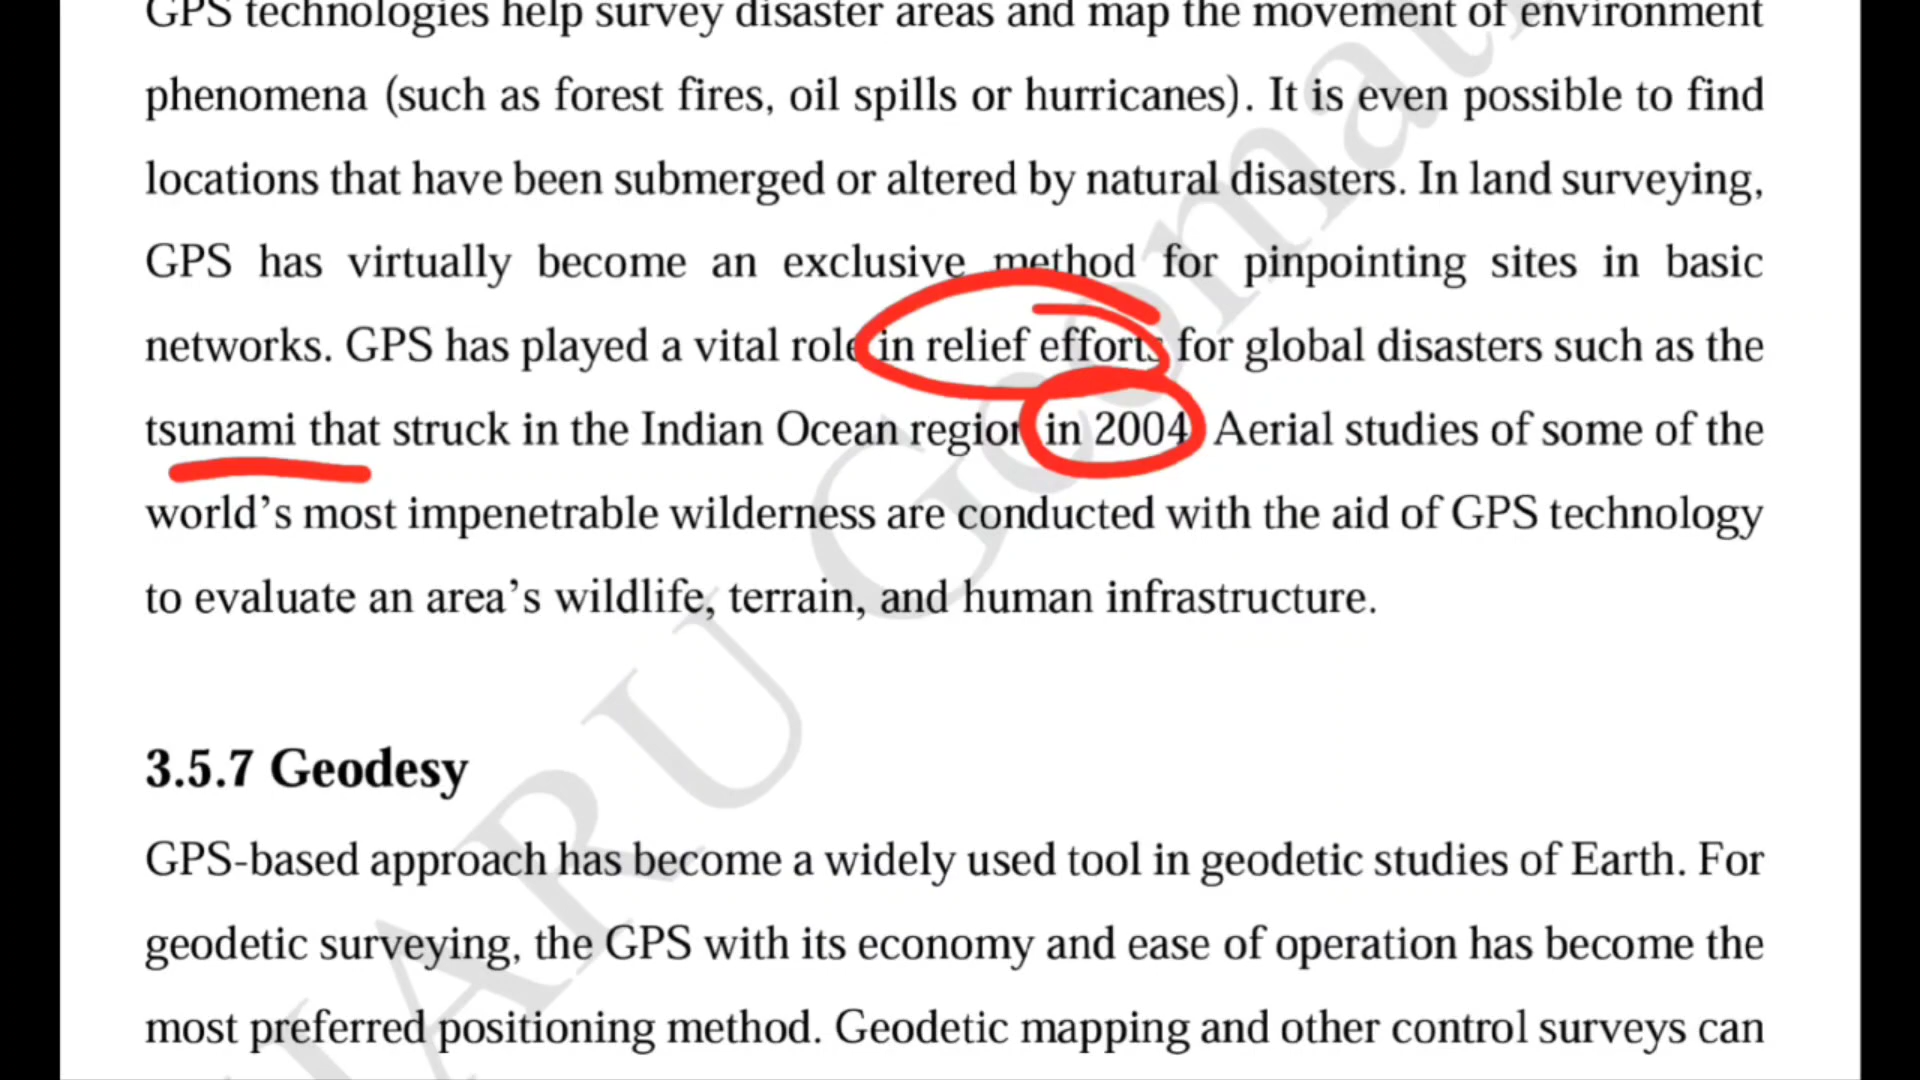 GPS technologies help survey disaster areas and map the movement of environment
phenomena (such as forest fires, oil spills or hurricanes). It is even possible to find
locations that have been submerged or altered by natural disasters. In land surveying,
GPS has virtually become an exclusive method for pinpointing sites in basic
networks. GPS has played a vital role in relief efforts for global disasters such as the
tsunami that struck in the Indian Ocean region in 2004. Aerial studies of some of the
world’s most impenetrable wilderness are conducted with the aid of GPS technology
to evaluate an area’s wildlife, terrain, and human infrastructure.
3.5.7 Geodesy
GPS-based approach has become a widely used tool in geodetic studies of Earth. For
geodetic surveying, the GPS with its economy and ease of operation has become the
most preferred positioning method. Geodetic mapping and other control surveys can